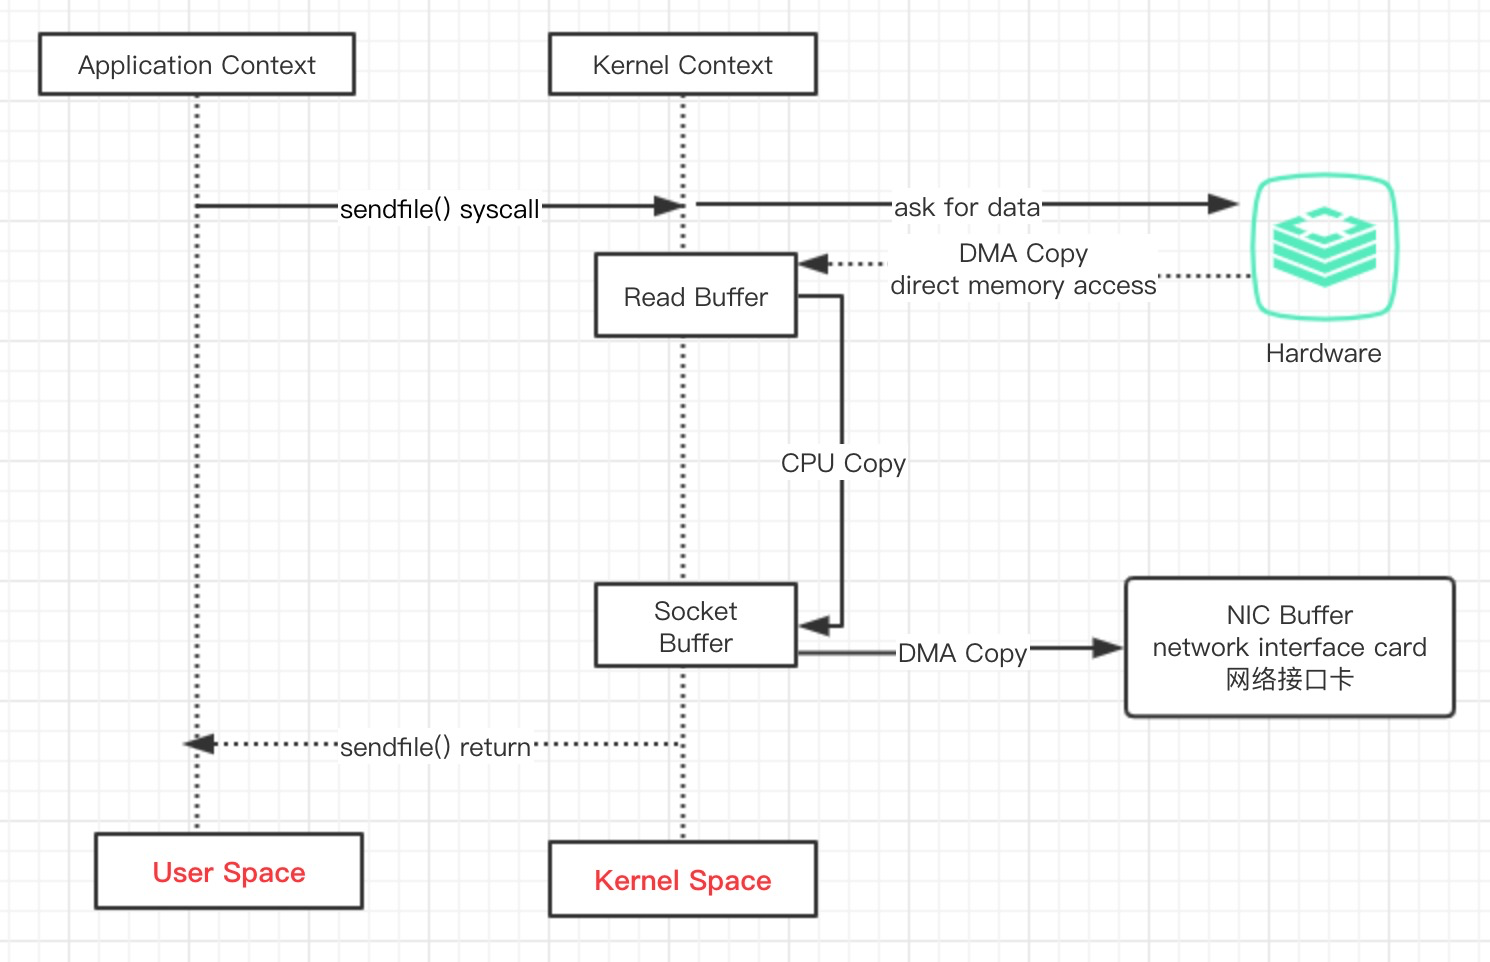 Application Context
Kernel Context
sendfile() syscall
ask for data
DMA Copy
direct memory access
Read Buffer
Hardware
CPU Copy
Socket
Buffer
DMA Copy
NIC Buffer
network interface card
网络接口卡
sendfile() return
User Space
Kernel Space